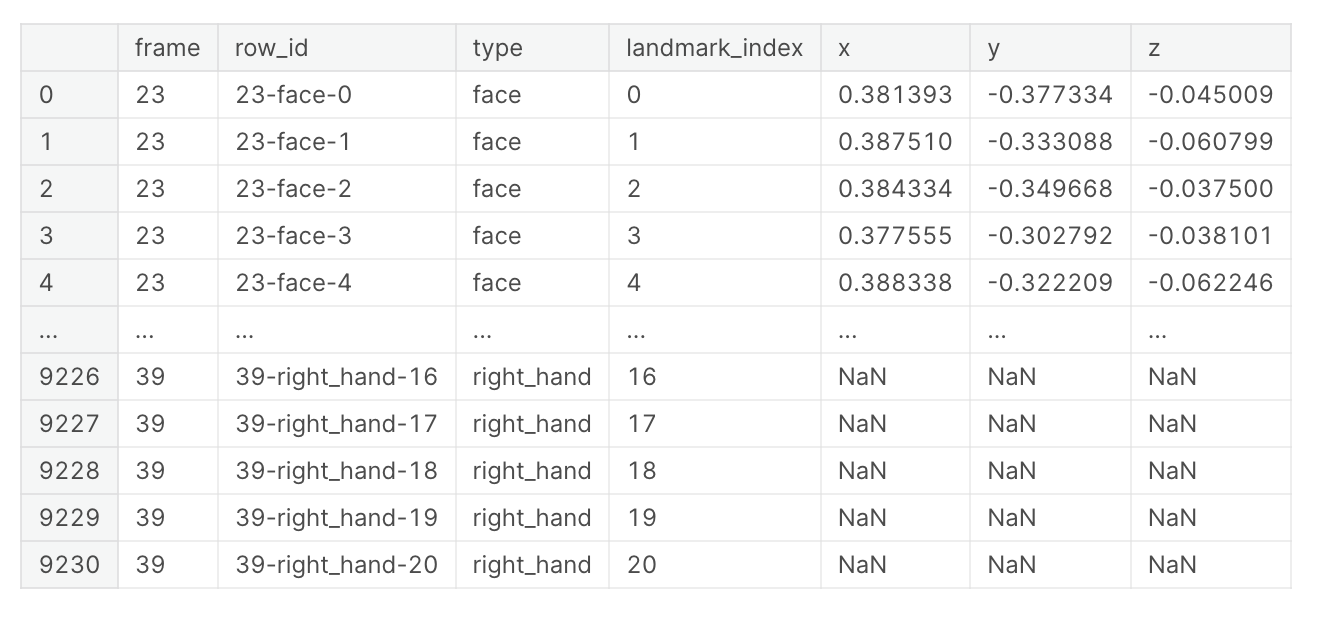 frame row_id type landmark_index x y z
0 23 23-face-0 face 0 0.381393 -0.377334 -0.045009
1 23 23-face-1 face 1 0.387510 -0.333088 -0.060799
2 23 23-face-2 face 2 0.384334 -0.349668 -0.037500
3 23 23-face-3 face 3 0.377555 -0.302792 -0.038101
4 23 23-face-4 face 4 0.388338 -0.322209 -0.062246
... ... ... ... ... ... ... ...
9226 39 39-right_hand-16 right_hand 16 NaN NaN NaN
9227 39 39-right_hand-17 right_hand 17 NaN NaN NaN
9228 39 39-right_hand-18 right_hand 18 NaN NaN NaN
9229 39 39-right_hand-19 right_hand 19 NaN NaN NaN
9230 39 39-right_hand-20 right_hand 20 NaN NaN NaN